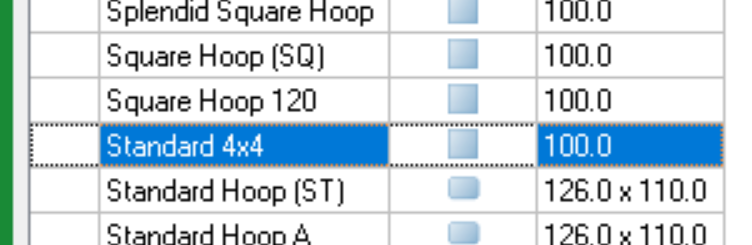 Splendid Square Hoop 100.0
Square Hoop (SQ) 100.0
Square Hoop 120 100.0
Standard 4x4 100.0
Standard Hoop (ST) 126.0 x 110.0
Standard Hoop A 126.0 x 110.0